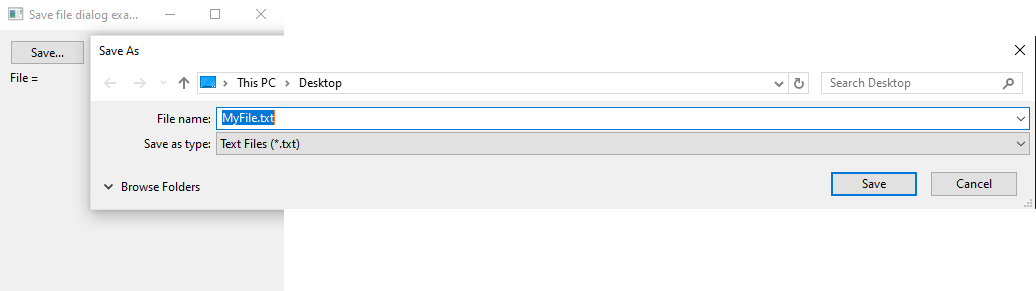 Save file dialog exa...
Save...
File =
Save As
This PC > Desktop
Search Desktop
File name: MyFile.txt
Save as type: Text Files (*.txt)
Browse Folders
Save
Cancel